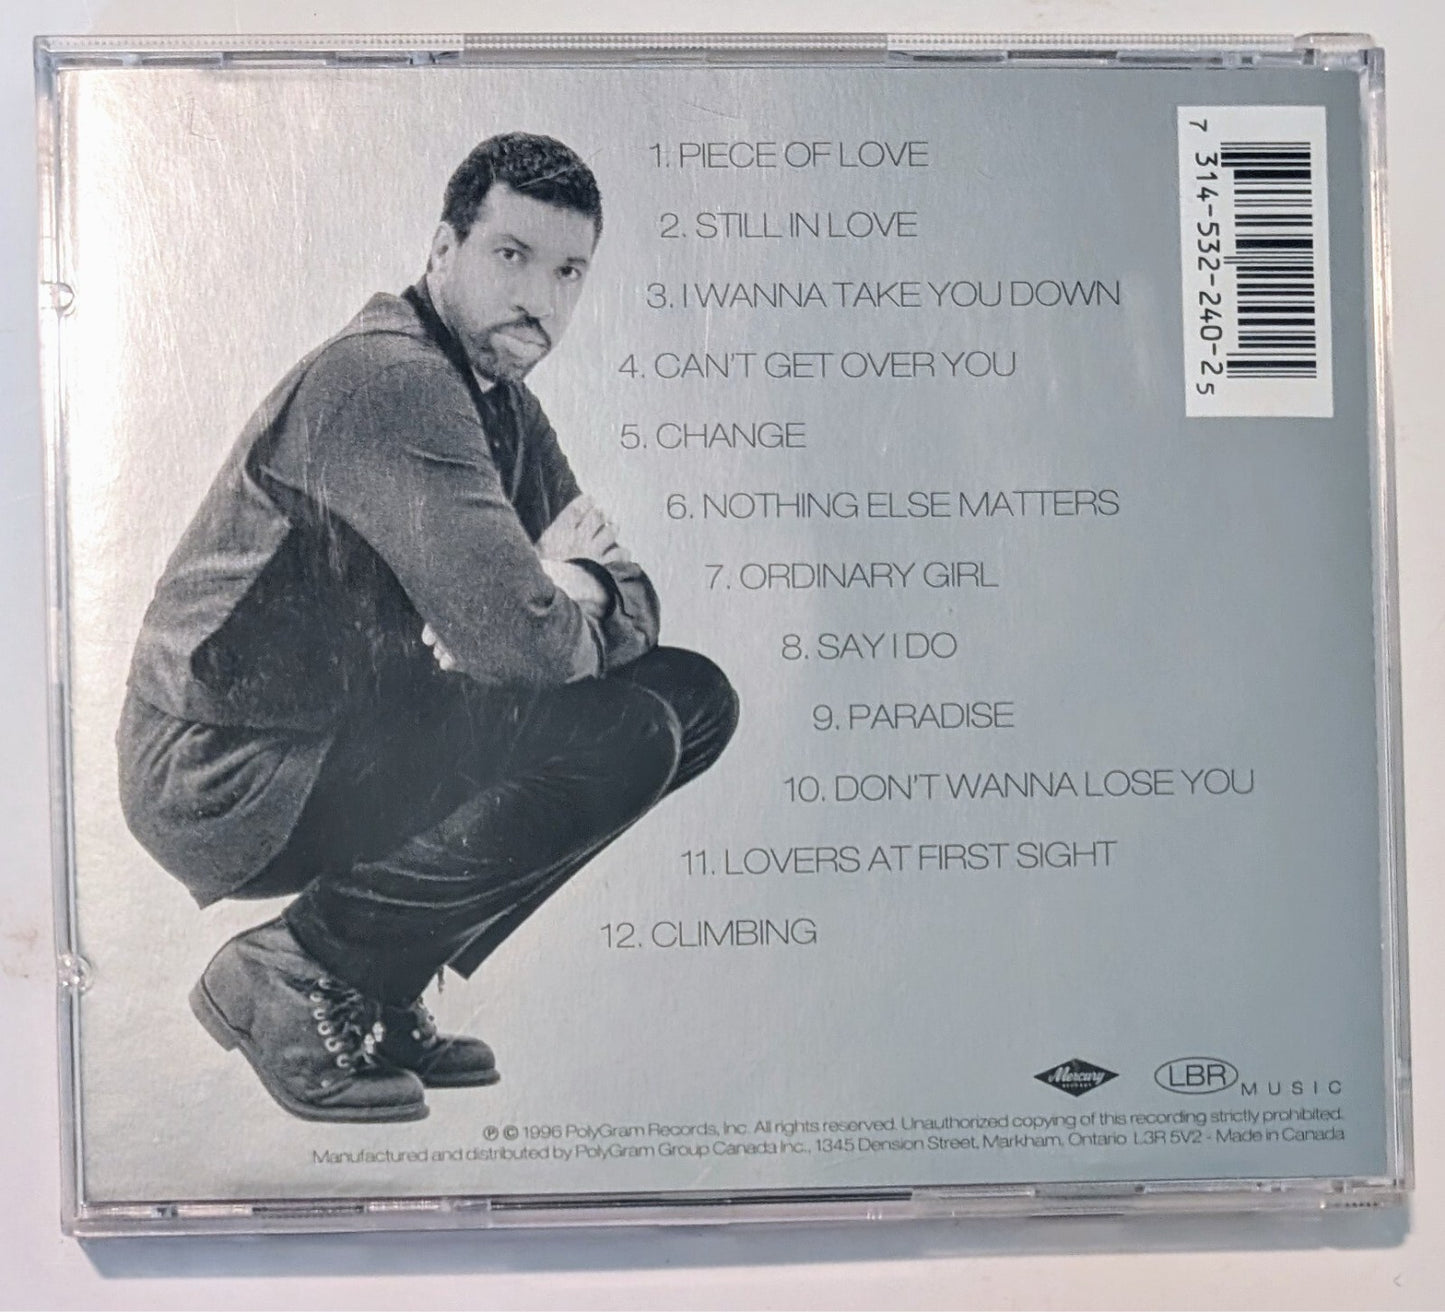 1. PIECE OF LOVE
2. STILL IN LOVE
3. I WANNA TAKE YOU DOWN
4. CAN'T GET OVER YOU
5. CHANGE
6. NOTHING ELSE MATTERS
7. ORDINARY GIRL
8. SAY I DO
9. PARADISE
10. DON'T WANNA LOSE YOU
11. LOVERS AT FIRST SIGHT
12. CLIMBING
7 314-532-240-2 5
Mercury
LBR MUSIC
℗ © 1996 PolyGram Records, Inc. All rights reserved. Unauthorized copying of this recording strictly prohibited.
Manufactured and distributed by PolyGram Group Canada Inc., 1345 Denison Street, Markham, Ontario L3R 5V2 - Made in Canada